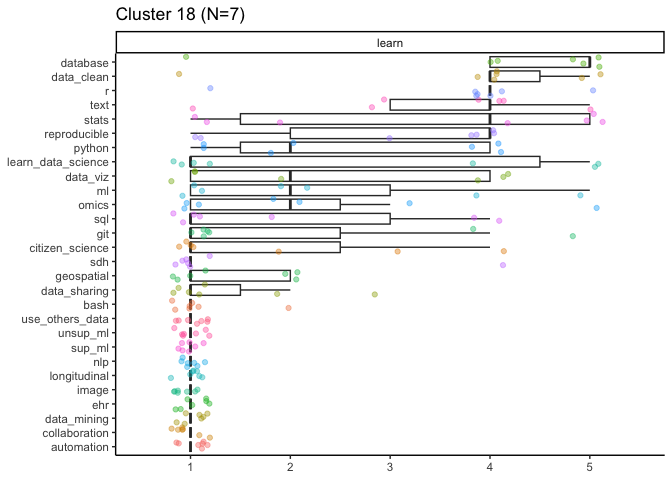 Cluster 18 (N=7)
learn
database
data_clean
r
text
stats
reproducible
python
learn_data_science
data_viz
ml
omics
sql
git
citizen_science
sdh
geospatial
data_sharing
bash
use_others_data
unsup_ml
sup_ml
nlp
longitudinal
image
ehr
data_mining
collaboration
automation
1 2 3 4 5